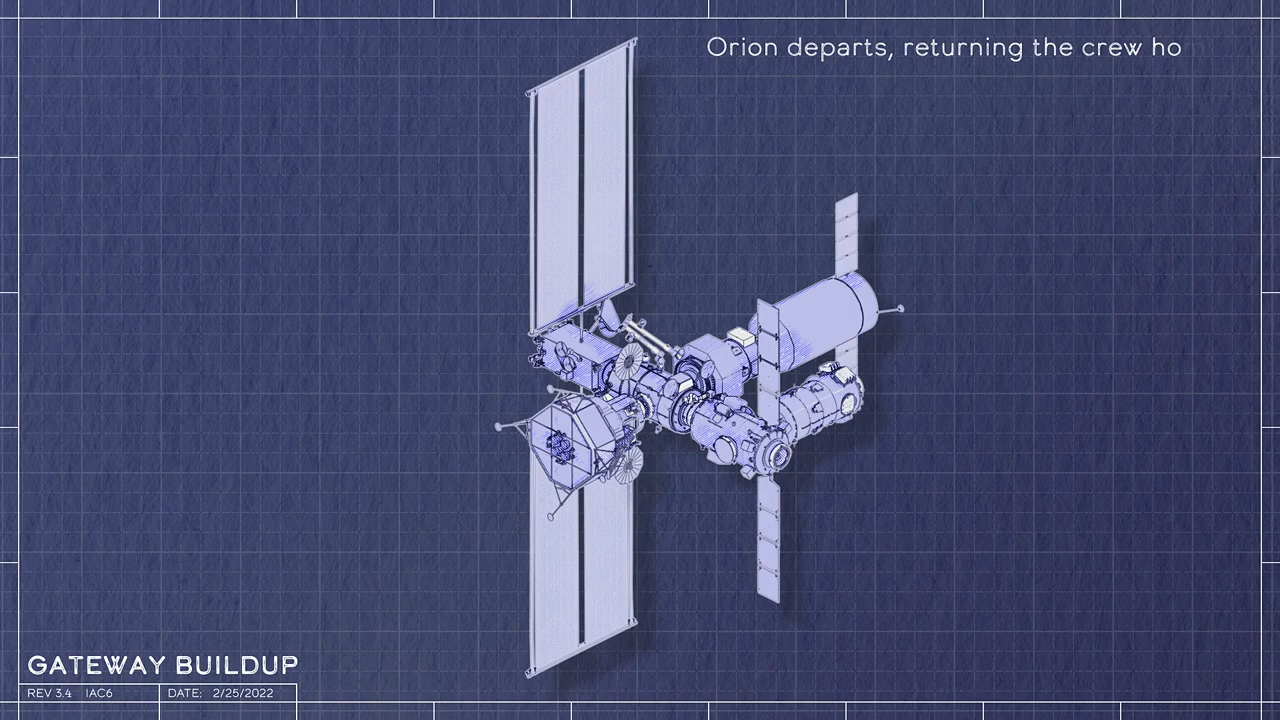 Orion departs, returning the crew ho
GATEWAY BUILDUP
REV 3.4 IAC6 DATE: 2/25/2022